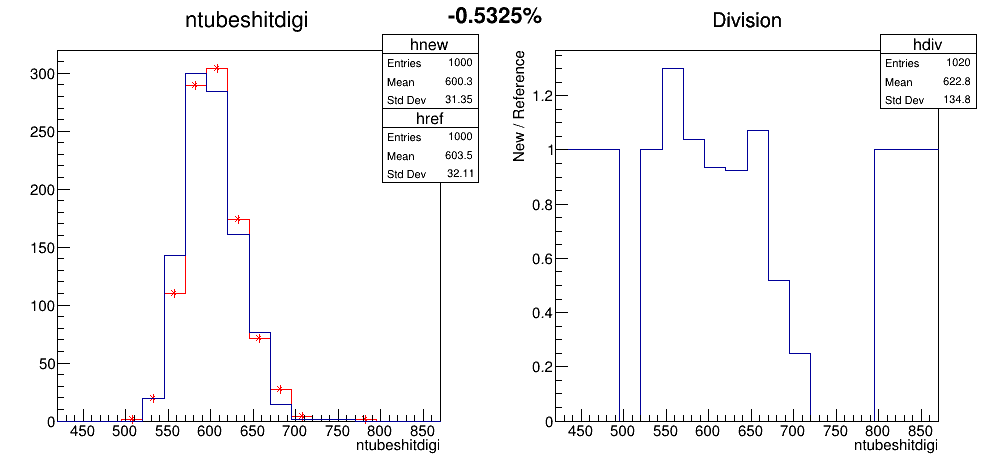 -0.5325%
ntubeshitdigi
hnew
Entries 1000
Mean 600.3
Std Dev 31.35
href
Entries 1000
Mean 603.5
Std Dev 32.11
300
250
200
150
100
50
0
450 500 550 600 650 700 750 800 850
ntubeshitdigi
Division
hdiv
Entries 1020
Mean 622.8
Std Dev 134.8
New / Reference
1.2
1
0.8
0.6
0.4
0.2
0
450 500 550 600 650 700 750 800 850
ntubeshitdigi